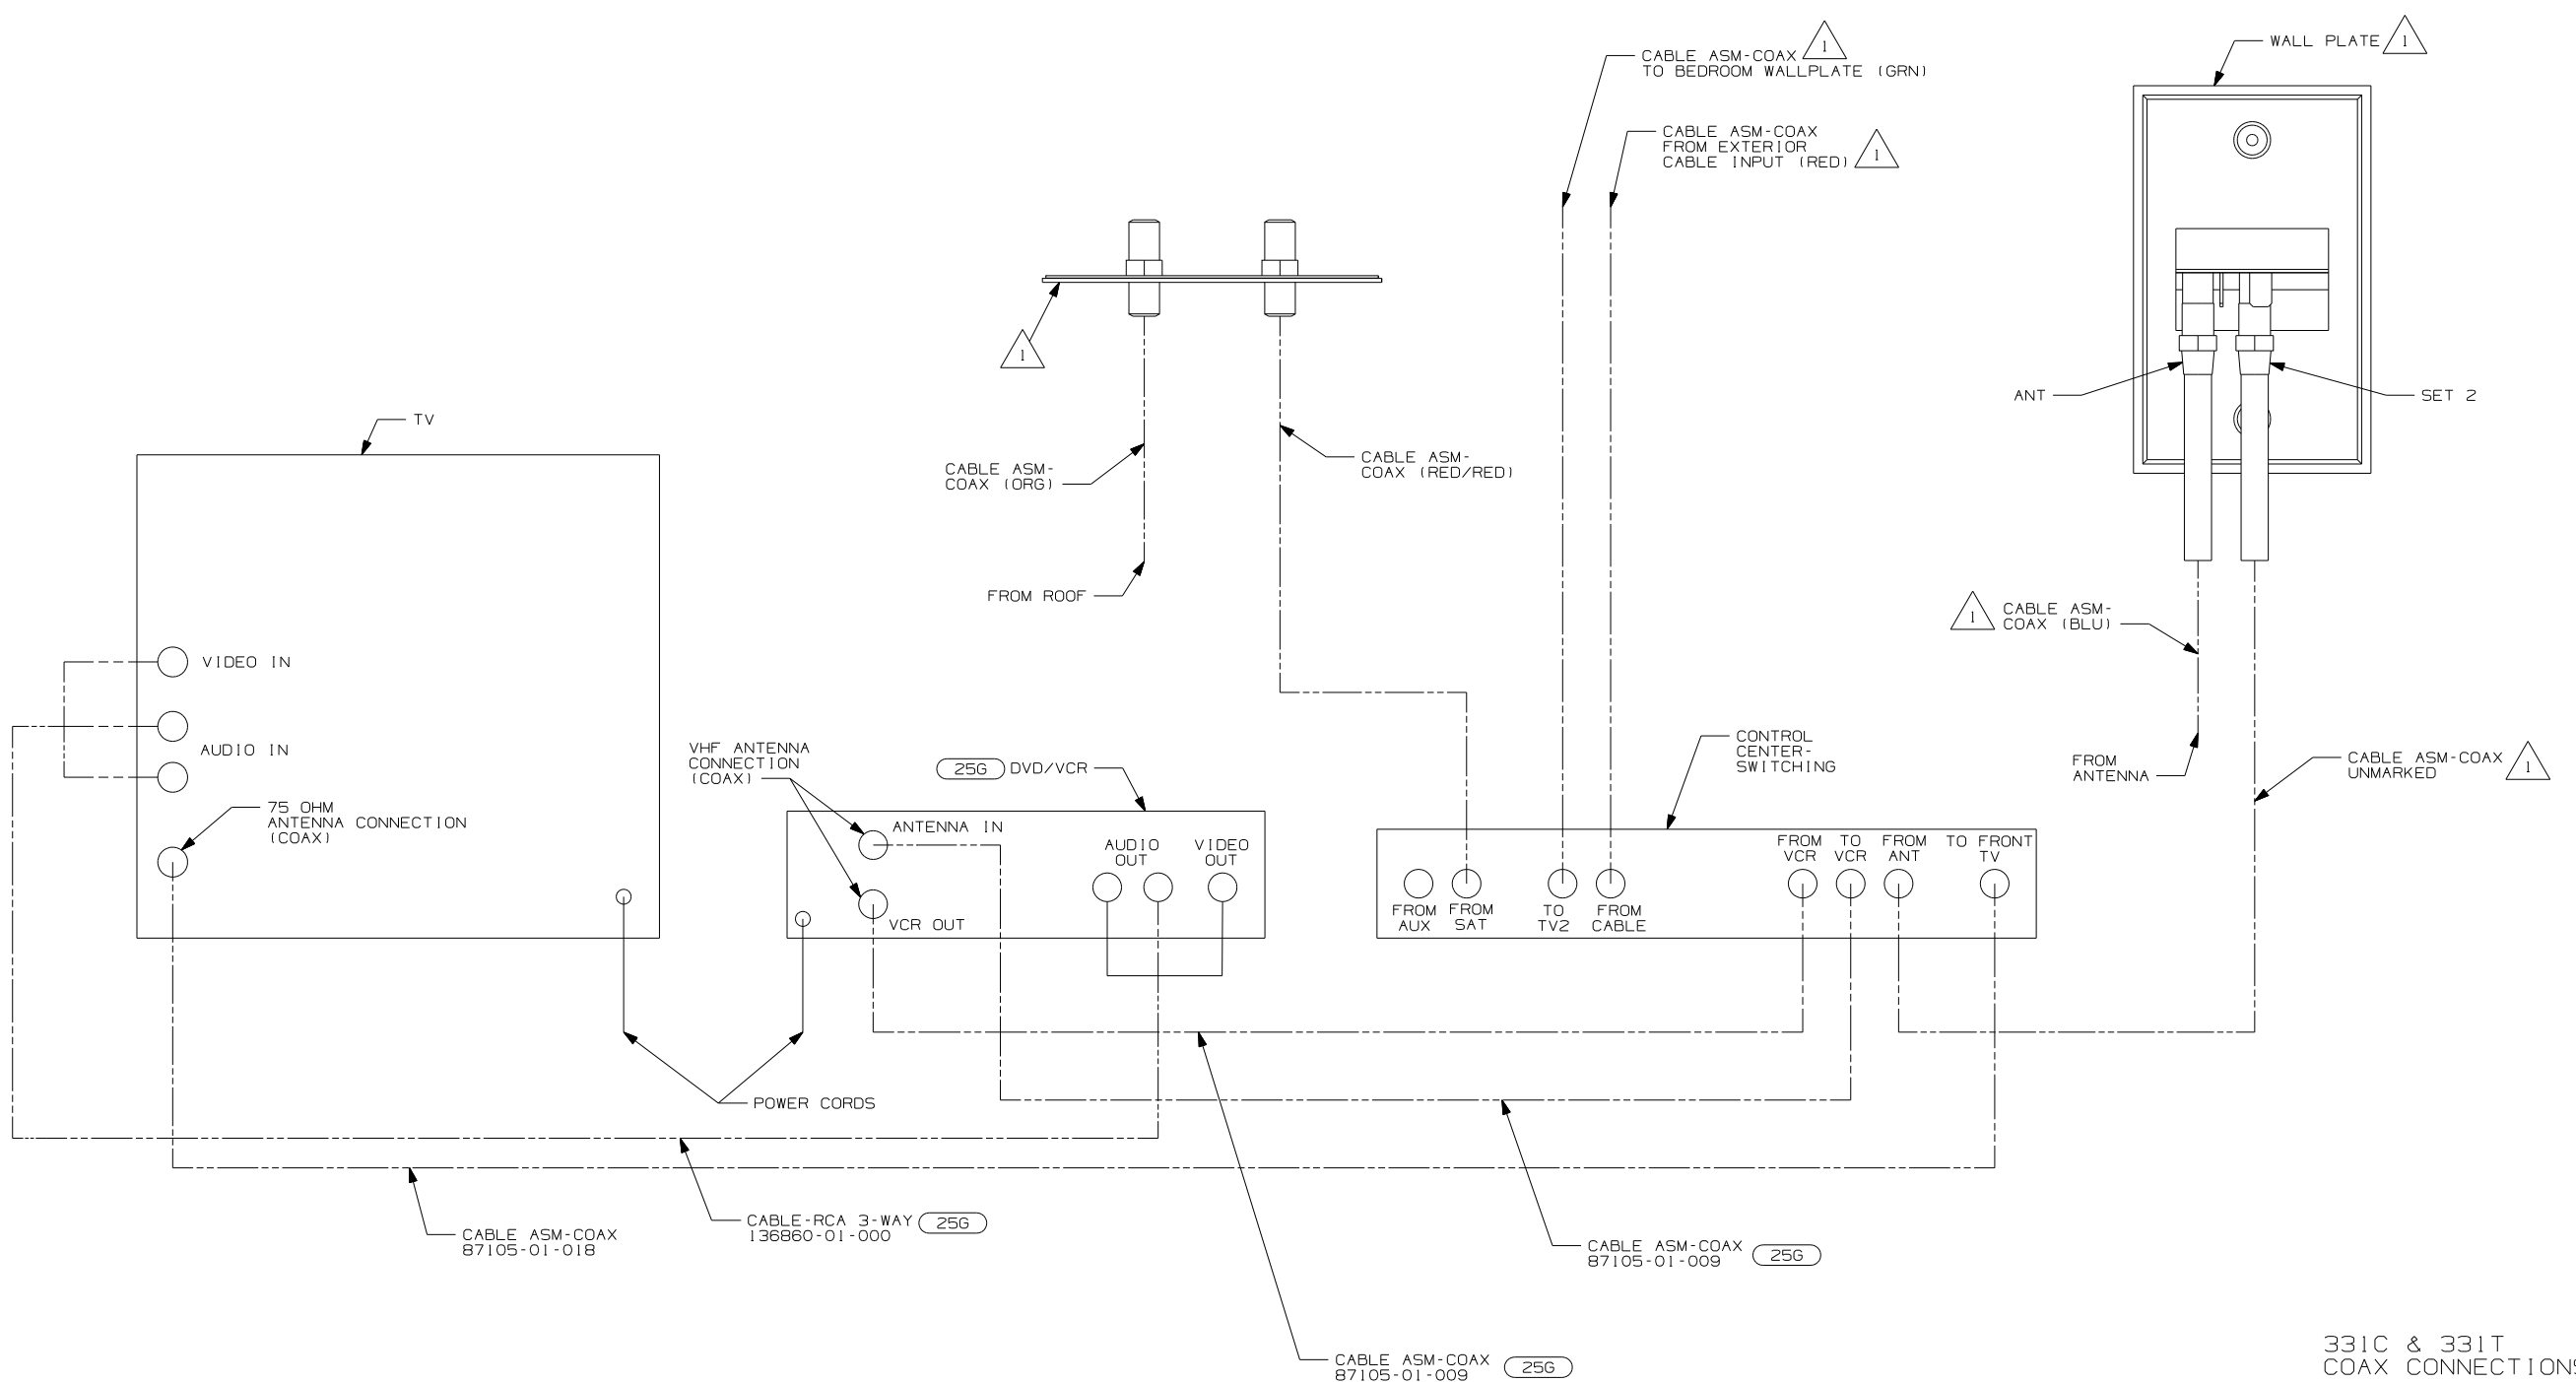 CABLE ASM-COAX 1
TO BEDROOM WALLPLATE (GRN)
WALL PLATE 1
CABLE ASM-COAX
FROM EXTERIOR
CABLE INPUT (RED) 1
1
ANT
SET 2
TV
CABLE ASM-
COAX (ORG)
CABLE ASM-
COAX (RED/RED)
FROM ROOF
1 CABLE ASM-
COAX (BLU)
VIDEO IN
AUDIO IN
VHF ANTENNA
CONNECTION
(COAX)
25G DVD/VCR
CONTROL
CENTER-
SWITCHING
FROM
ANTENNA
CABLE ASM-COAX
UNMARKED 1
75 OHM
ANTENNA CONNECTION
(COAX)
ANTENNA IN
AUDIO
OUT
VIDEO
OUT
VCR OUT
FROM
VCR
TO
VCR
FROM
ANT
TO FRONT
TV
FROM
AUX
FROM
SAT
TO
TV2
FROM
CABLE
POWER CORDS
CABLE ASM-COAX
87105-01-018
CABLE-RCA 3-WAY 25G
136860-01-000
CABLE ASM-COAX 25G
87105-01-009
CABLE ASM-COAX 25G
87105-01-009
331C & 331T
COAX CONNECTIONS